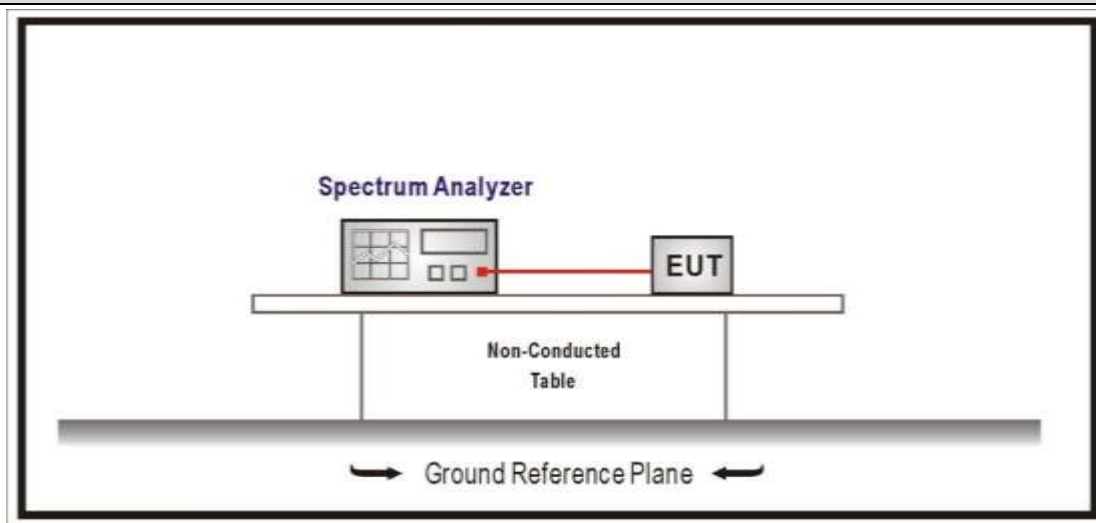 Spectrum Analyzer
EUT
Non-Conducted
Table
Ground Reference Plane